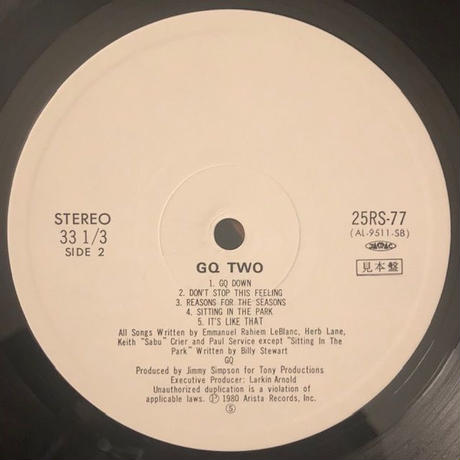 STEREO
33 1/3
SIDE 2
25RS-77
(AL-9511-SB)
JASRAC
見本盤
GQ TWO
1. GQ DOWN
2. DON'T STOP THIS FEELING
3. REASONS FOR THE SEASONS
4. SITTING IN THE PARK
5. IT'S LIKE THAT
All Songs Written by Emmanuel Rahiem LeBlanc, Herb Lane,
Keith "Sabu" Crier and Paul Service except "Sitting In The
Park" Written by Billy Stewart
GQ
Produced by Jimmy Simpson for Tony Productions
Executive Producer: Larkin Arnold
Unauthorized duplication is a violation of
applicable laws. Ⓟ 1980 Arista Records, Inc.
Ⓢ